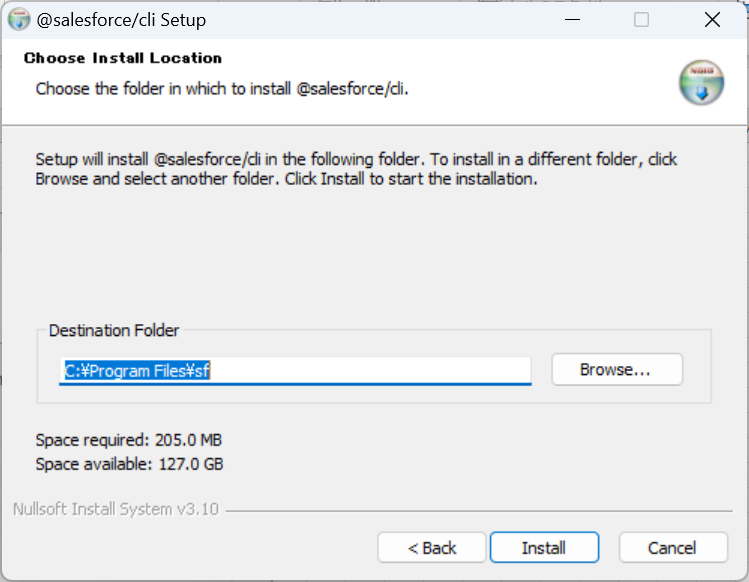 @salesforce/cli Setup
Choose Install Location
Choose the folder in which to install @salesforce/cli.
Setup will install @salesforce/cli in the following folder. To install in a different folder, click
Browse and select another folder. Click Install to start the installation.
Destination Folder
C:¥Program Files¥sf
Browse...
Space required: 205.0 MB
Space available: 127.0 GB
Nullsoft Install System v3.10
< Back
Install
Cancel